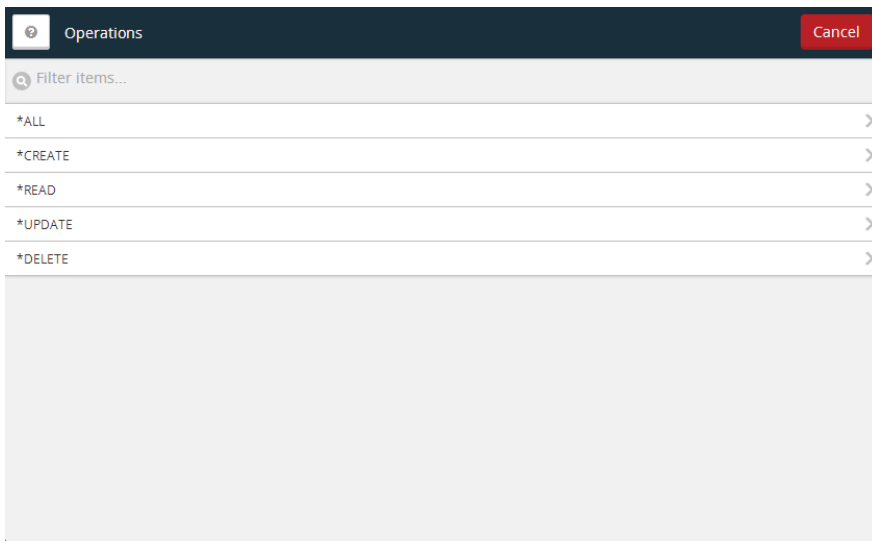 Operations
Cancel
Filter items...
*ALL
*CREATE
*READ
*UPDATE
*DELETE